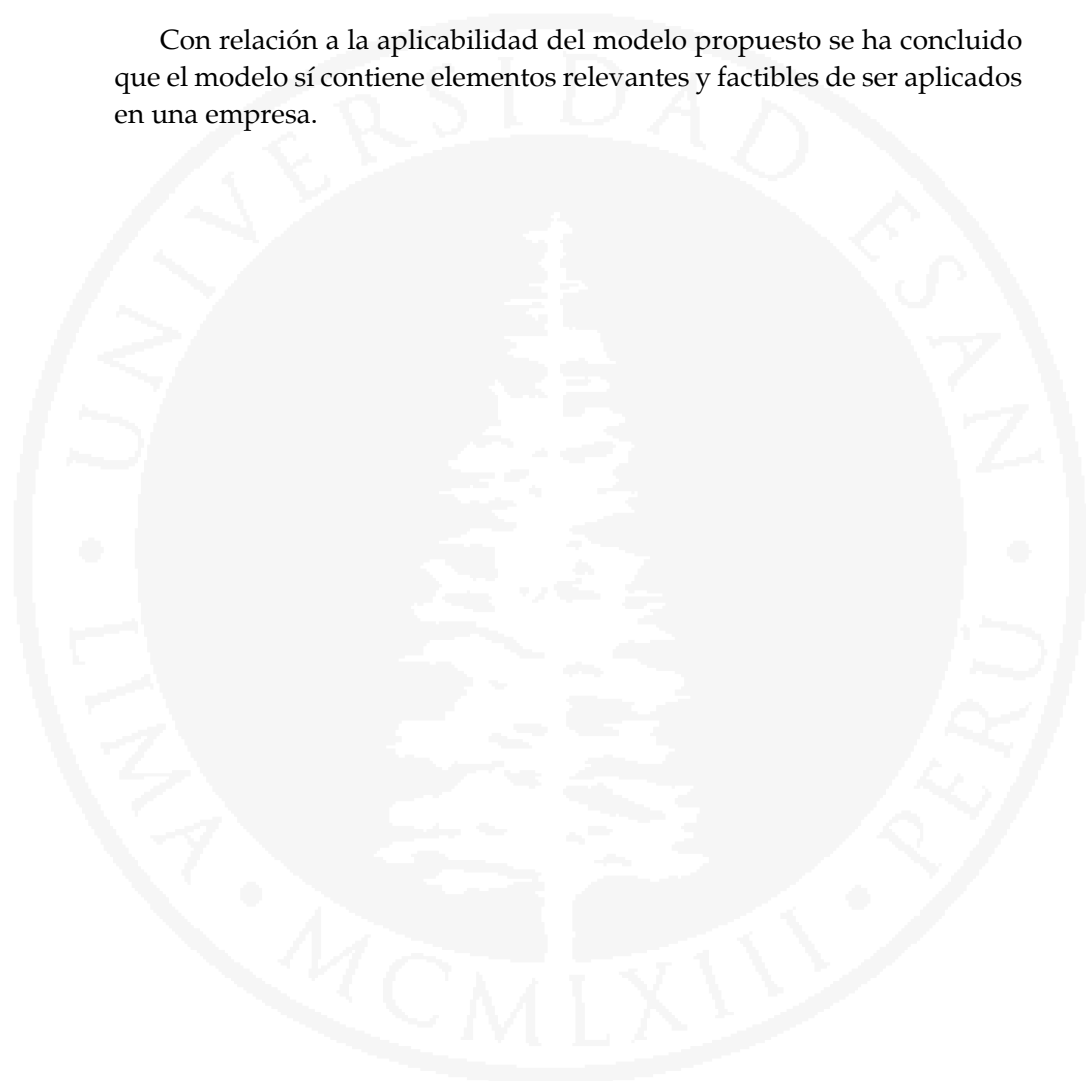 Con relación a la aplicabilidad del modelo propuesto se ha concluido
que el modelo sí contiene elementos relevantes y factibles de ser aplicados
en una empresa.
UNIVERSIDAD ESAN
• LIMA • MCMLXIII • PERÚ •